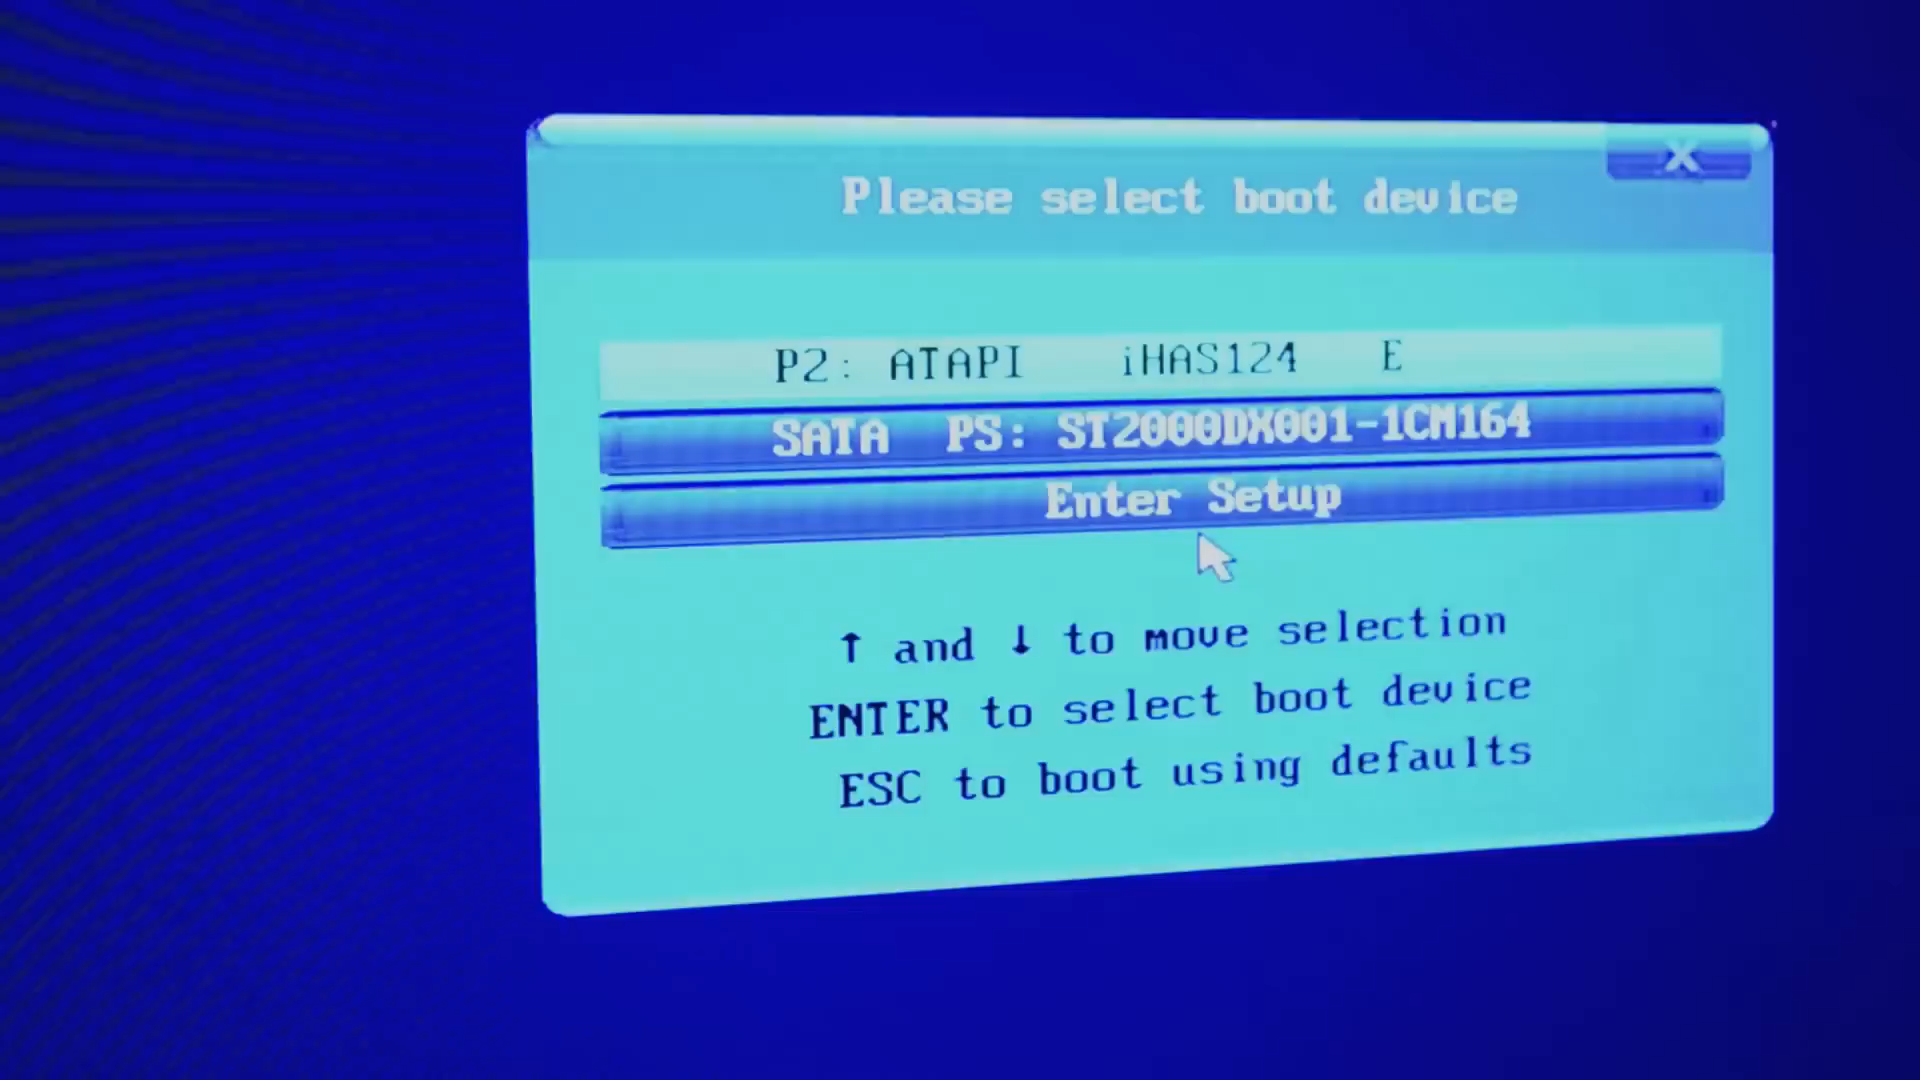 X
Please select boot device
P2: ATAPI iHAS124 E
SATA PS: ST2000DX001-1CM164
Enter Setup
↑ and ↓ to move selection
ENTER to select boot device
ESC to boot using defaults